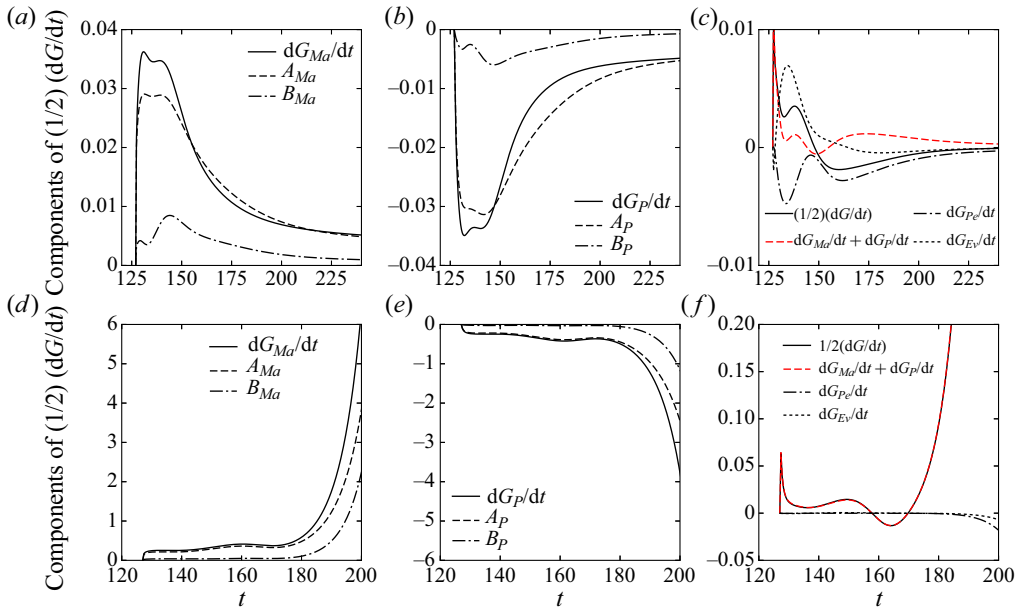 (a)
0.04
0.03
0.02
0.01
0
125 150 175 200 225
dG_Ma/dt
A_Ma
B_Ma
(b)
0
−0.01
−0.02
−0.03
−0.04
125 150 175 200 225
dG_P/dt
A_P
B_P
(c)
0.01
0
−0.01
125 150 175 200 225
(1/2)(dG/dt)
dG_Ma/dt + dG_P/dt
dG_Pe/dt
dG_Ev/dt
Components of (1/2) (dG/dt)
(d)
6
5
4
3
2
1
0
120 140 160 180 200
t
dG_Ma/dt
A_Ma
B_Ma
Components of (1/2) (dG/dt)
(e)
0
−1
−2
−3
−4
−5
−6
120 140 160 180 200
t
dG_P/dt
A_P
B_P
(f)
0.20
0.15
0.10
0.05
0
−0.05
120 140 160 180 200
t
1/2(dG/dt)
dG_Ma/dt + dG_P/dt
dG_Pe/dt
dG_Ev/dt